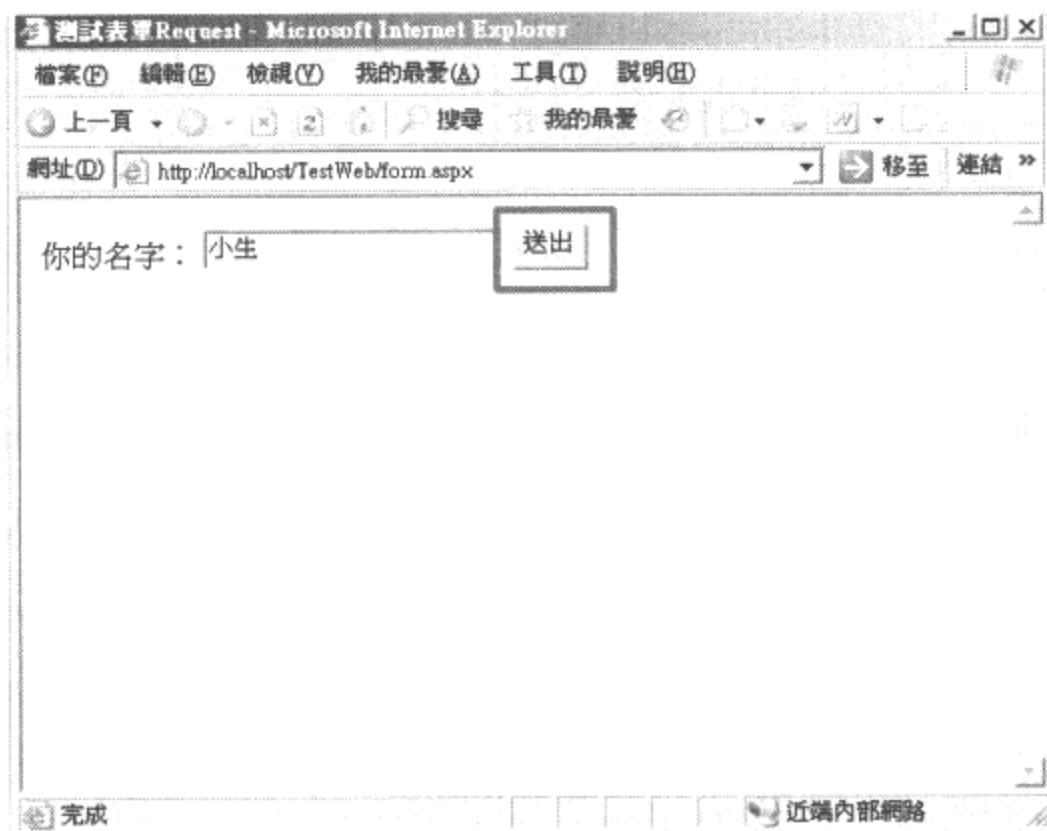 測試表單Request - Microsoft Internet Explorer
檔案(F) 編輯(E) 檢視(V) 我的最愛(A) 工具(T) 說明(H)
上一頁 搜尋 我的最愛
網址(D) http://localhost/TestWeb/form.aspx 移至 連結 »
你的名字： 小生 送出
完成 近端內部網路